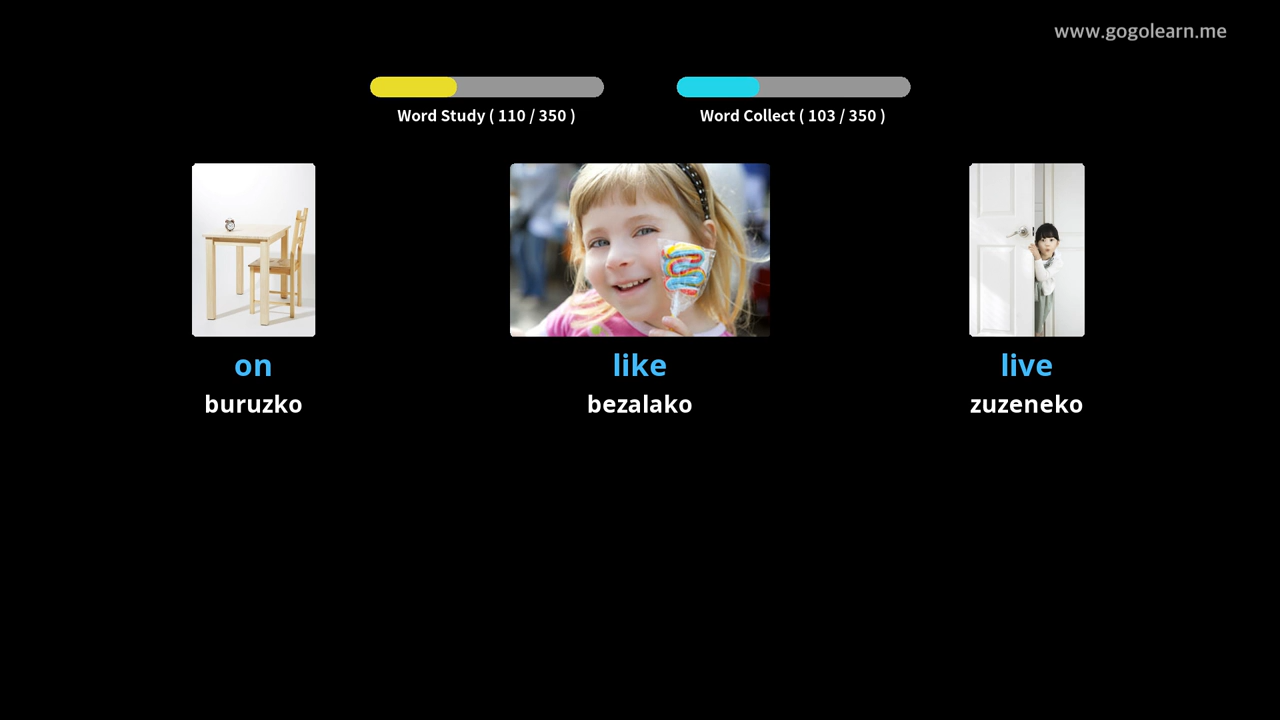 www.gogolearn.me
Word Study ( 110 / 350 )
Word Collect ( 103 / 350 )
on
buruzko
like
bezalako
live
zuzeneko